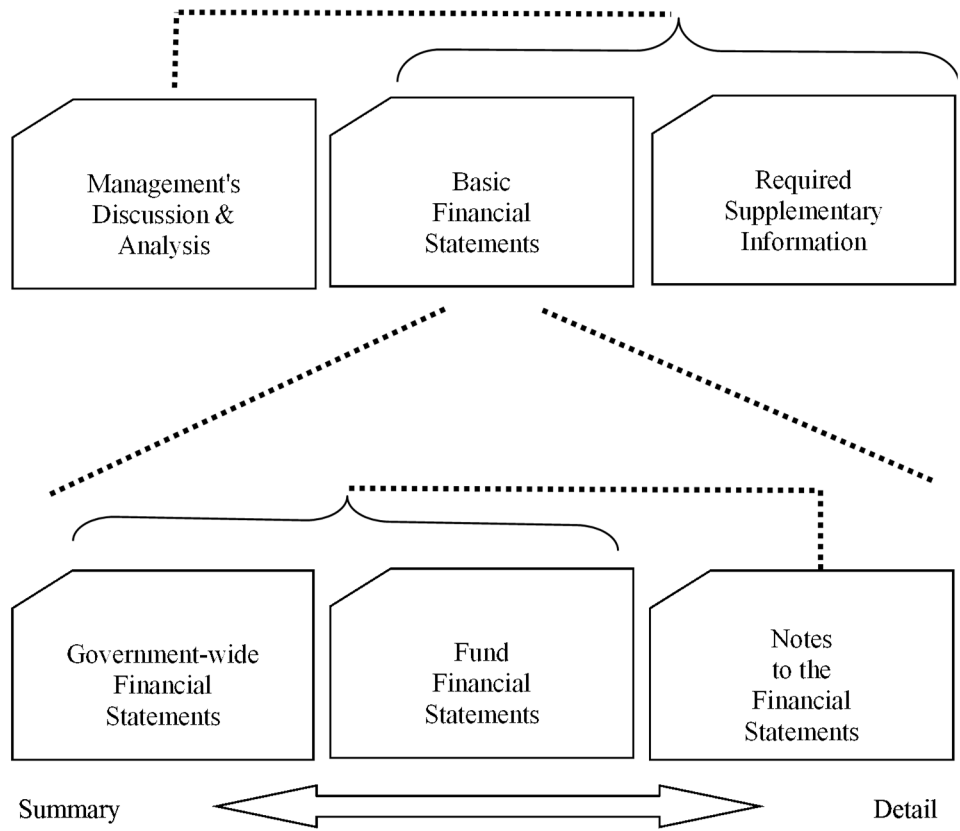 Management's
Discussion &
Analysis
Basic
Financial
Statements
Required
Supplementary
Information
Government-wide
Financial
Statements
Fund
Financial
Statements
Notes
to the
Financial
Statements
Summary
Detail